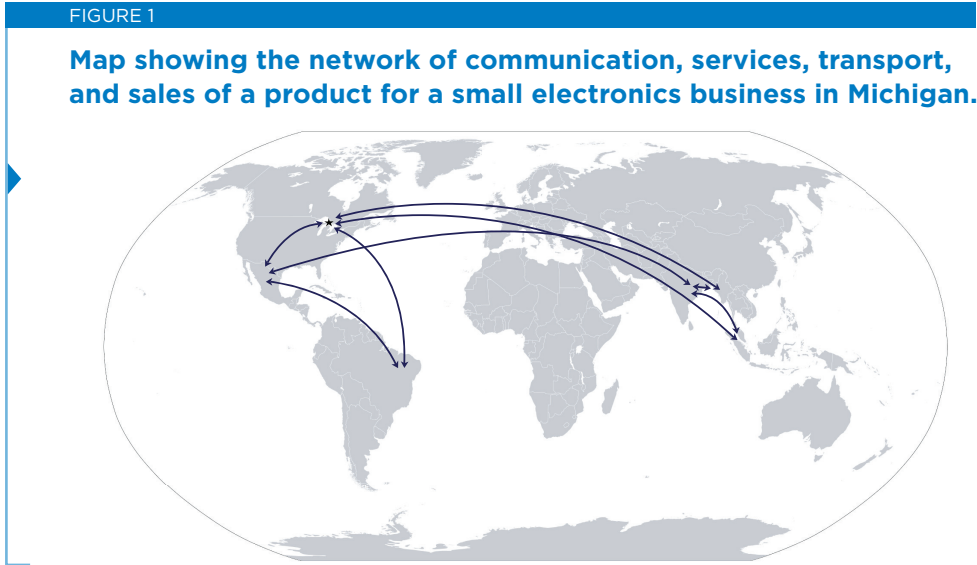 FIGURE 1
Map showing the network of communication, services, transport,
and sales of a product for a small electronics business in Michigan.